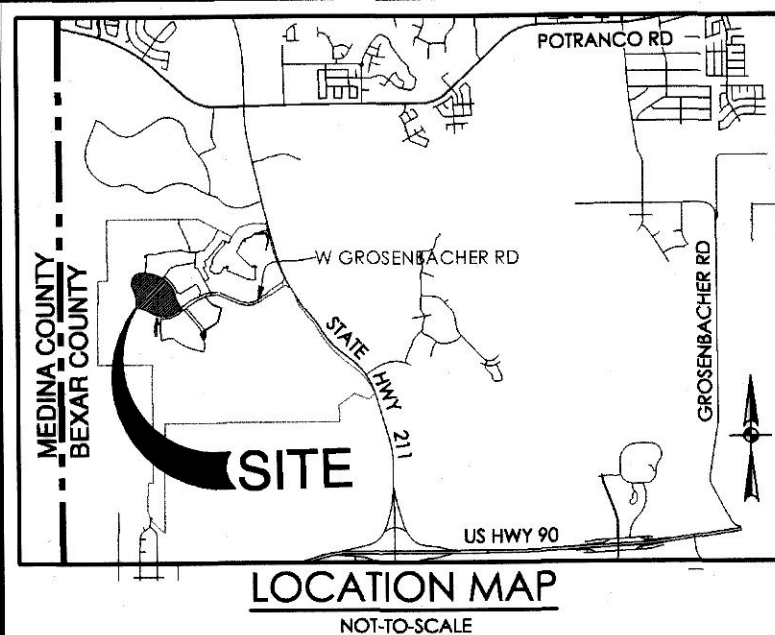 POTRANCO RD
W GROSENBACHER RD
MEDINA COUNTY
BEXAR COUNTY
STATE HWY 211
GROSENBACHER RD
SITE
US HWY 90
LOCATION MAP
NOT-TO-SCALE